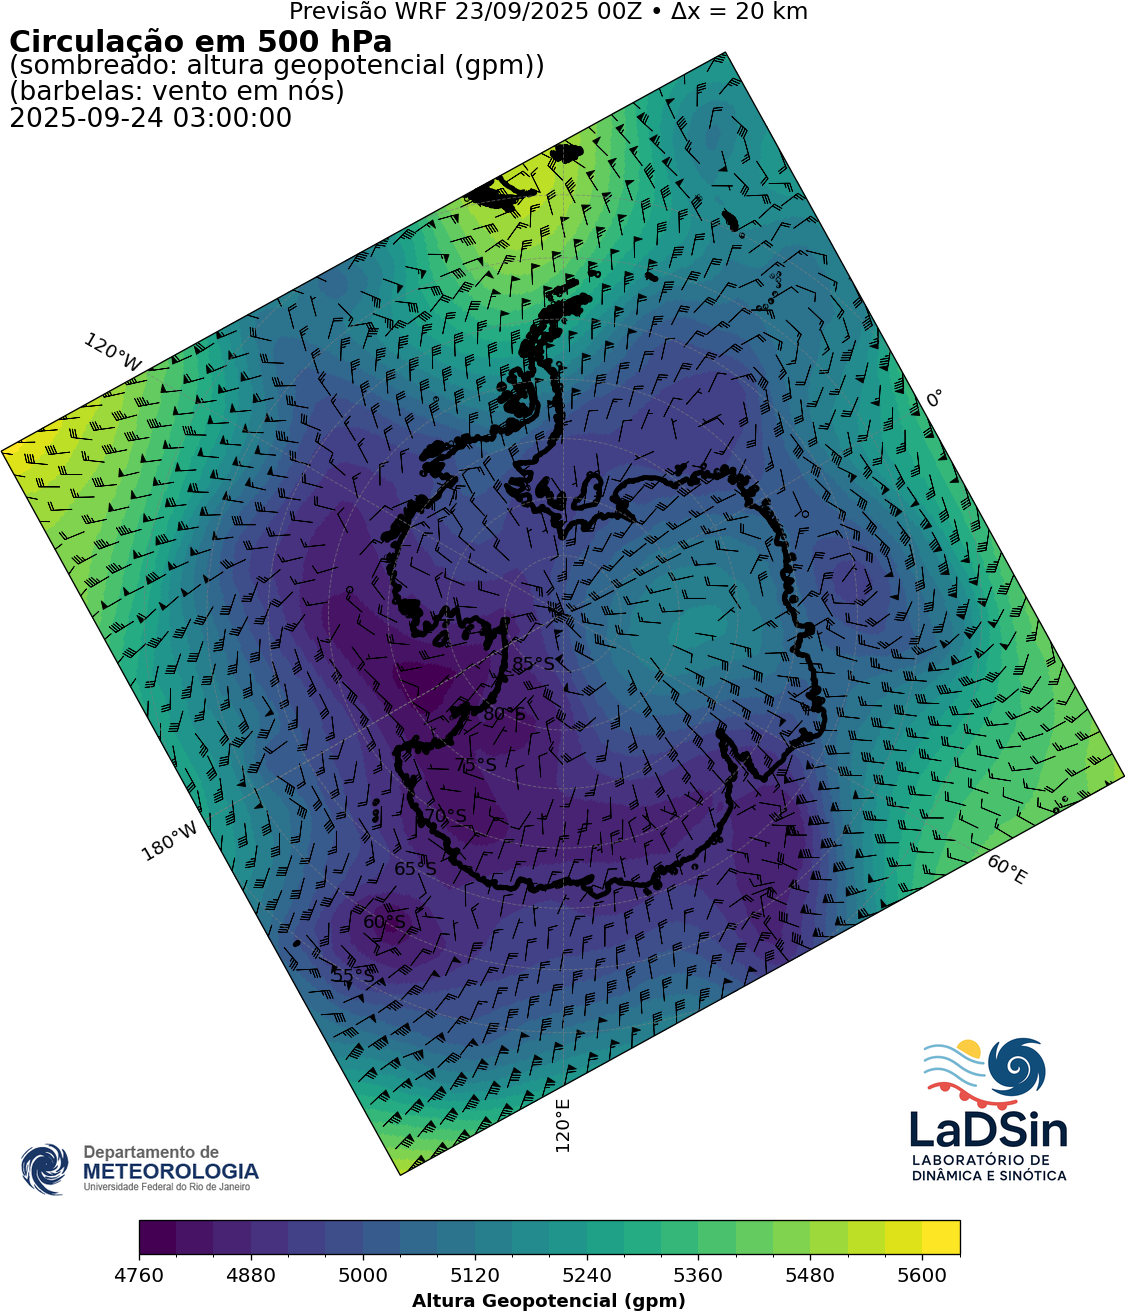 Previsão WRF 23/09/2025 00Z • Δx = 20 km
Circulação em 500 hPa
(sombreado: altura geopotencial (gpm))
(barbelas: vento em nós)
2025-09-24 03:00:00
120°W
0°
85°S
80°S
75°S
70°S
65°S
60°S
55°S
180°W
60°E
120°E
LaDSin
LABORATÓRIO DE
DINÂMICA E SINÓTICA
Departamento de
METEOROLOGIA
Universidade Federal do Rio de Janeiro
4760 4880 5000 5120 5240 5360 5480 5600
Altura Geopotencial (gpm)